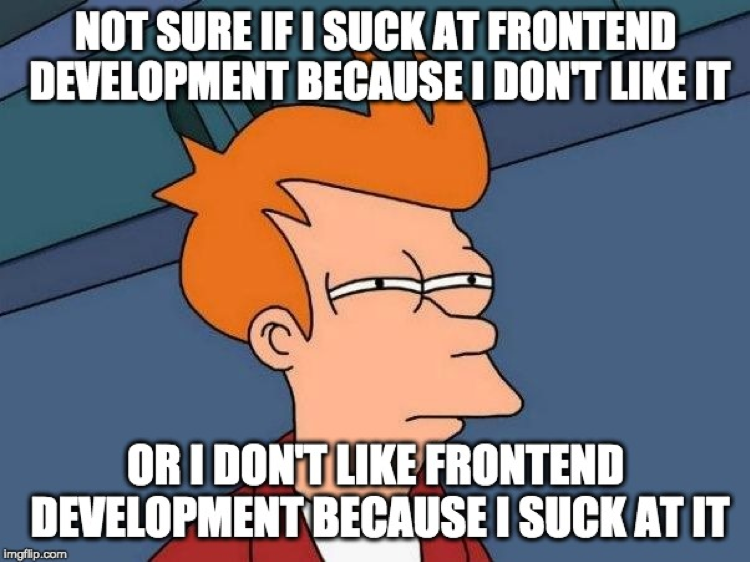 NOT SURE IF I SUCK AT FRONTEND
DEVELOPMENT BECAUSE I DON'T LIKE IT
OR I DON'T LIKE FRONTEND
DEVELOPMENT BECAUSE I SUCK AT IT
imgflip.com